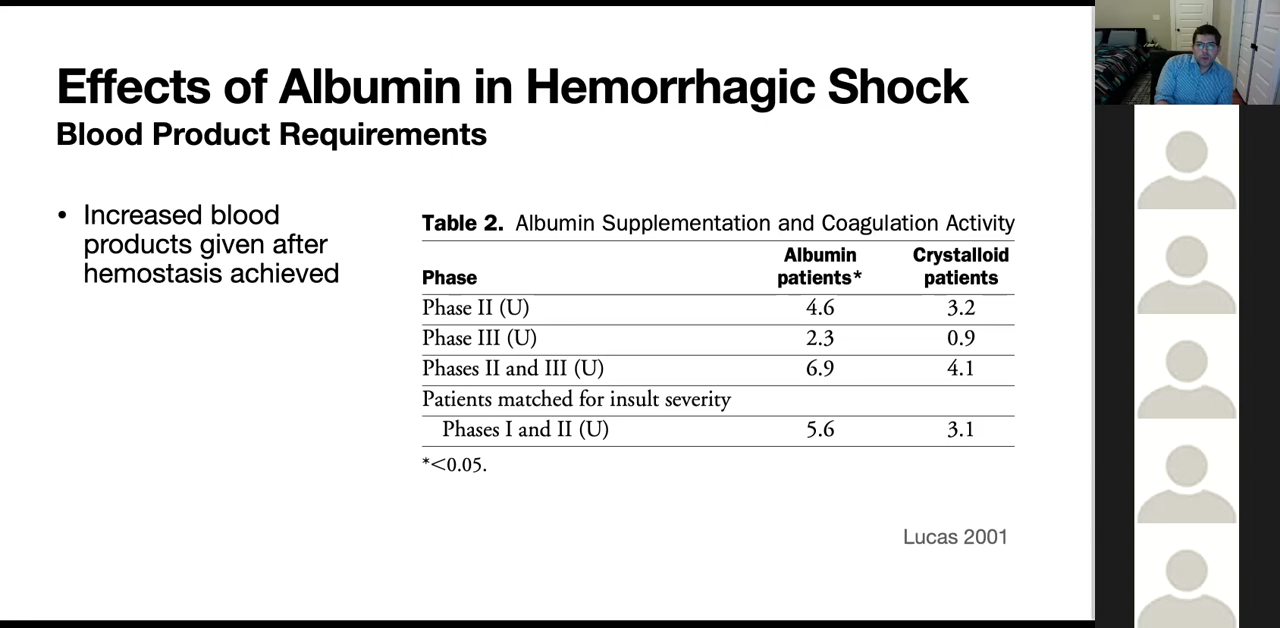 Effects of Albumin in Hemorrhagic Shock
Blood Product Requirements
• Increased blood
products given after
hemostasis achieved
Table 2. Albumin Supplementation and Coagulation Activity
Phase Albumin patients* Crystalloid patients
Phase II (U) 4.6 3.2
Phase III (U) 2.3 0.9
Phases II and III (U) 6.9 4.1
Patients matched for insult severity
Phases I and II (U) 5.6 3.1
*<0.05.
Lucas 2001